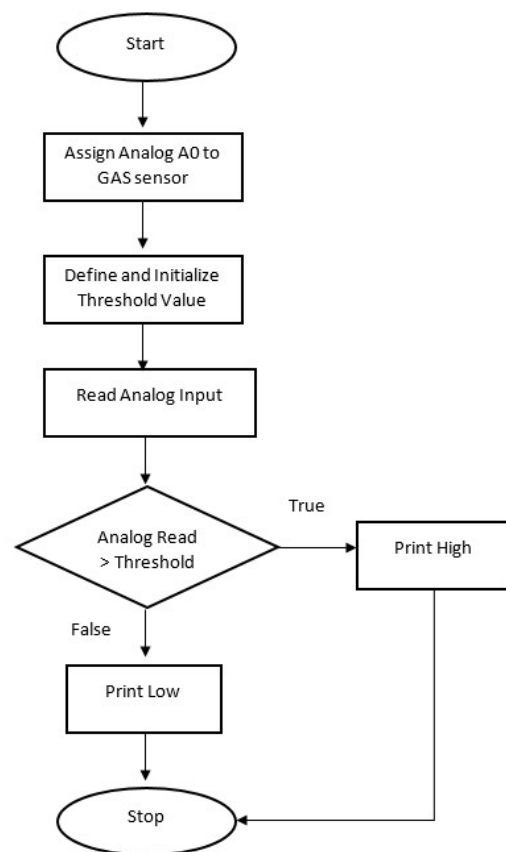 Start
Assign Analog A0 to
GAS sensor
Define and Initialize
Threshold Value
Read Analog Input
Analog Read
> Threshold
True
Print High
False
Print Low
Stop